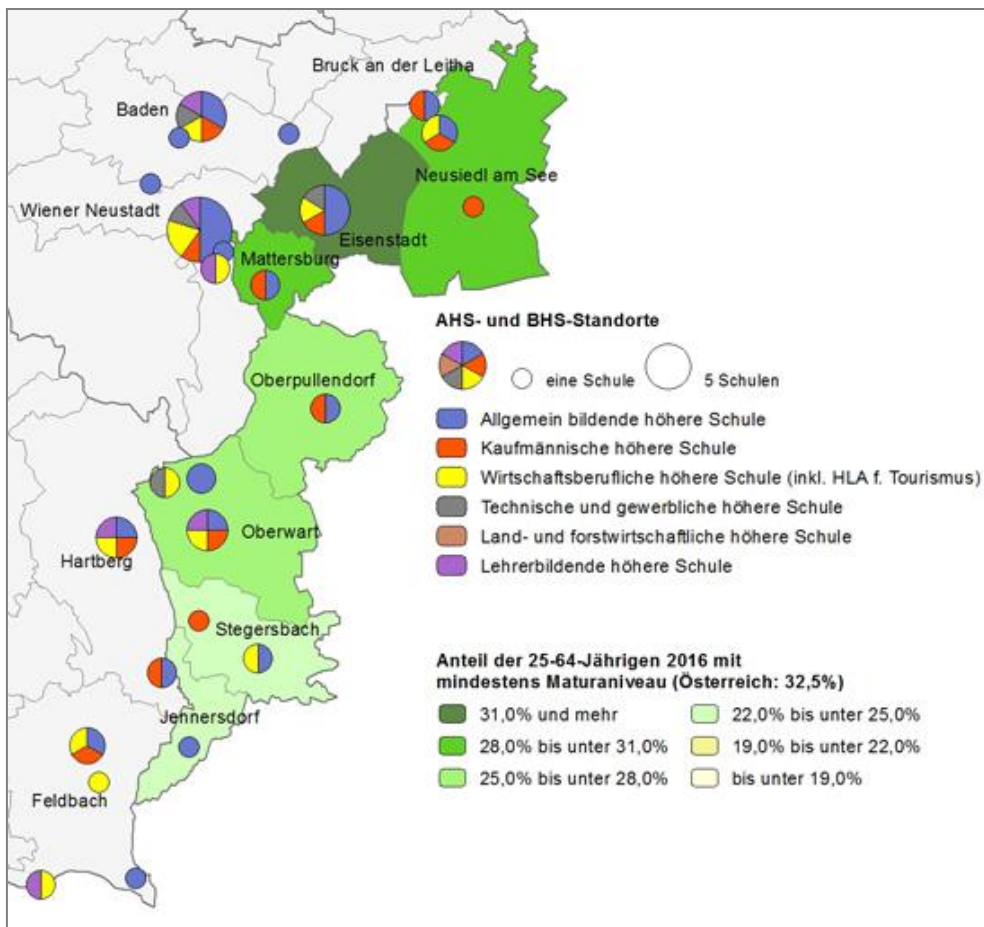 Bruck an der Leitha
Baden
Neusiedl am See
Wiener Neustadt
Eisenstadt
Mattersburg
Oberpullendorf
Oberwart
Hartberg
Stegersbach
Jennersdorf
Feldbach
AHS- und BHS-Standorte
eine Schule
5 Schulen
Allgemein bildende höhere Schule
Kaufmännische höhere Schule
Wirtschaftsberufliche höhere Schule (inkl. HLA f. Tourismus)
Technische und gewerbliche höhere Schule
Land- und forstwirtschaftliche höhere Schule
Lehrerbildende höhere Schule
Anteil der 25-64-Jährigen 2016 mit
mindestens Maturaniveau (Österreich: 32,5%)
31,0% und mehr
28,0% bis unter 31,0%
25,0% bis unter 28,0%
22,0% bis unter 25,0%
19,0% bis unter 22,0%
bis unter 19,0%